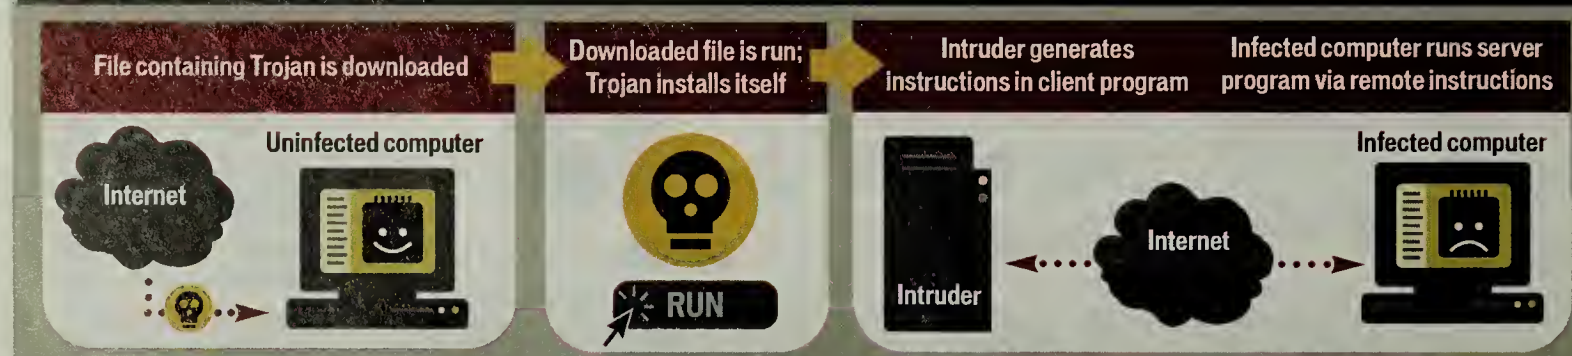 File containing Trojan is downloaded
Downloaded file is run;
Trojan installs itself
Intruder generates
instructions in client program
Infected computer runs server
program via remote instructions
Uninfected computer
Internet
RUN
Intruder
Internet
Infected computer